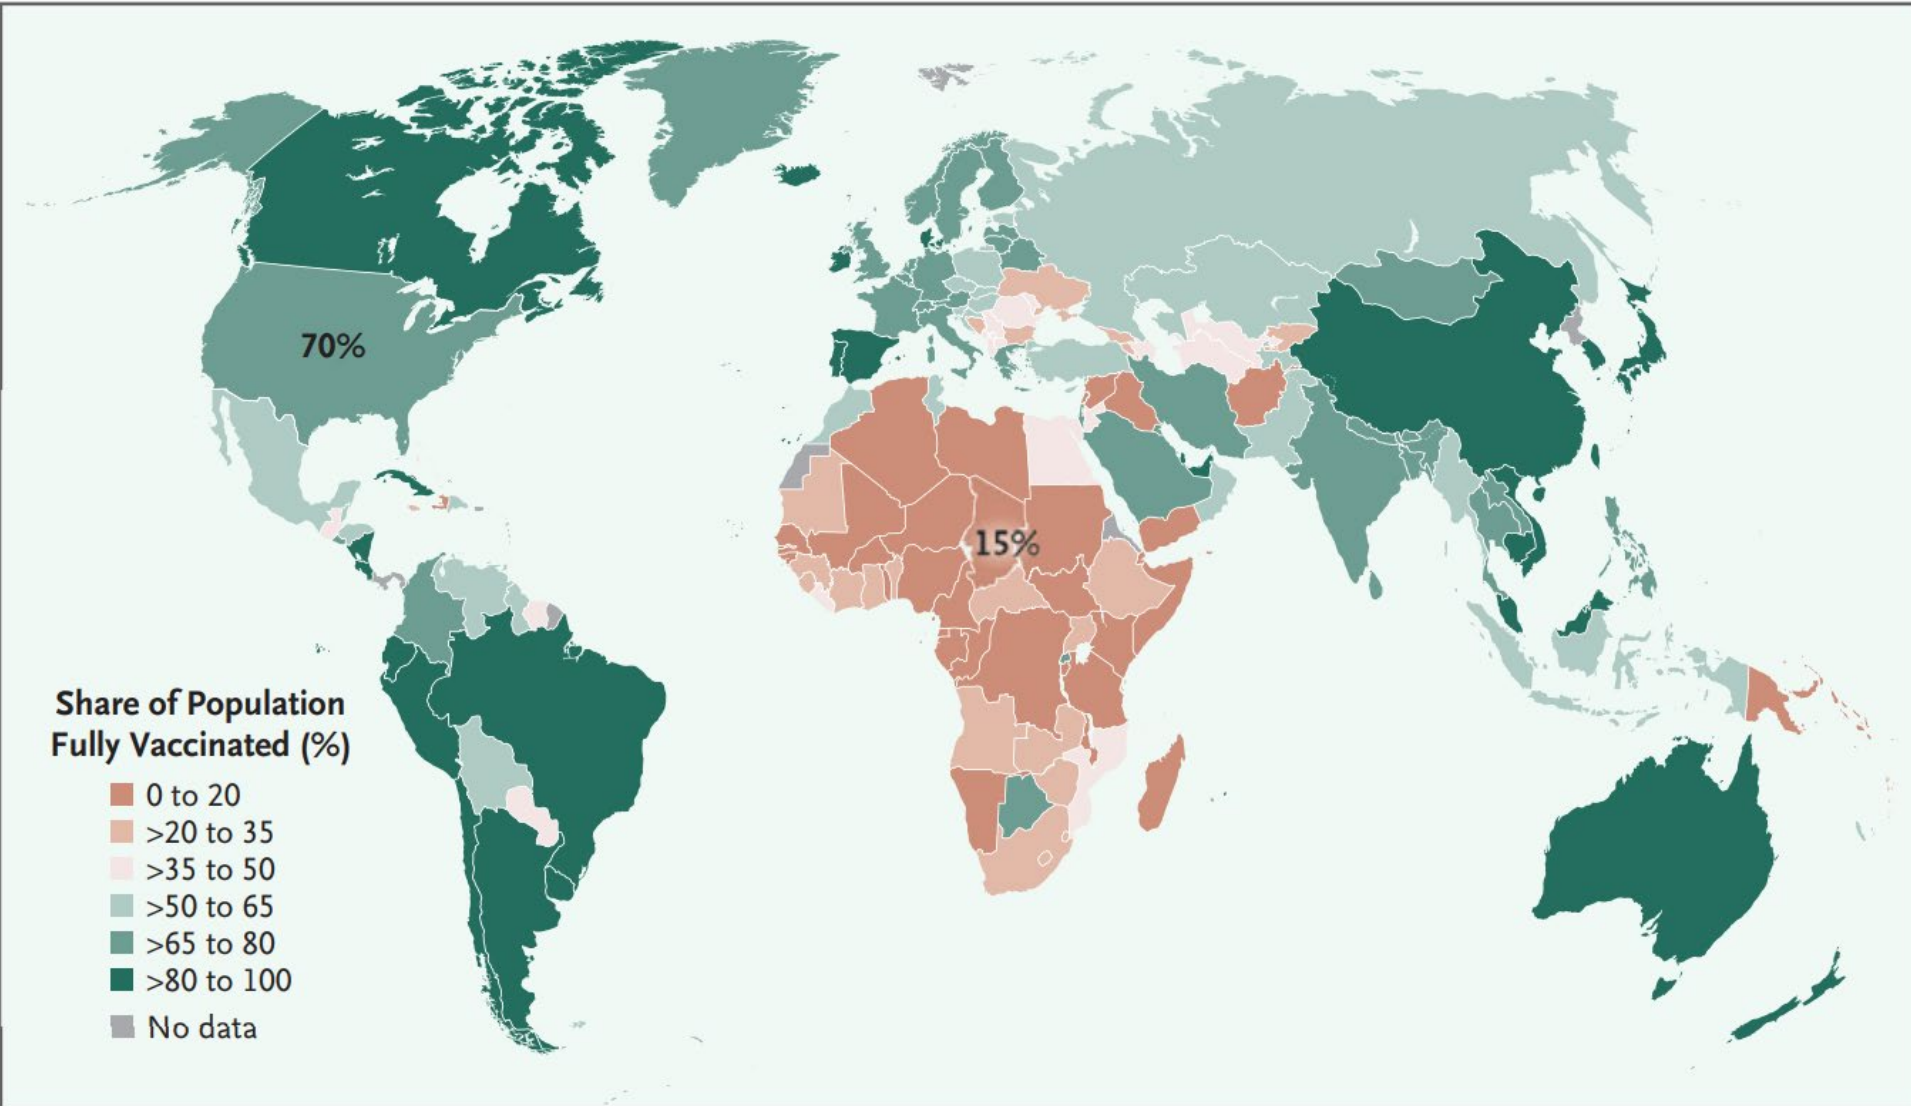 70%
15%
Share of Population
Fully Vaccinated (%)
0 to 20
>20 to 35
>35 to 50
>50 to 65
>65 to 80
>80 to 100
No data